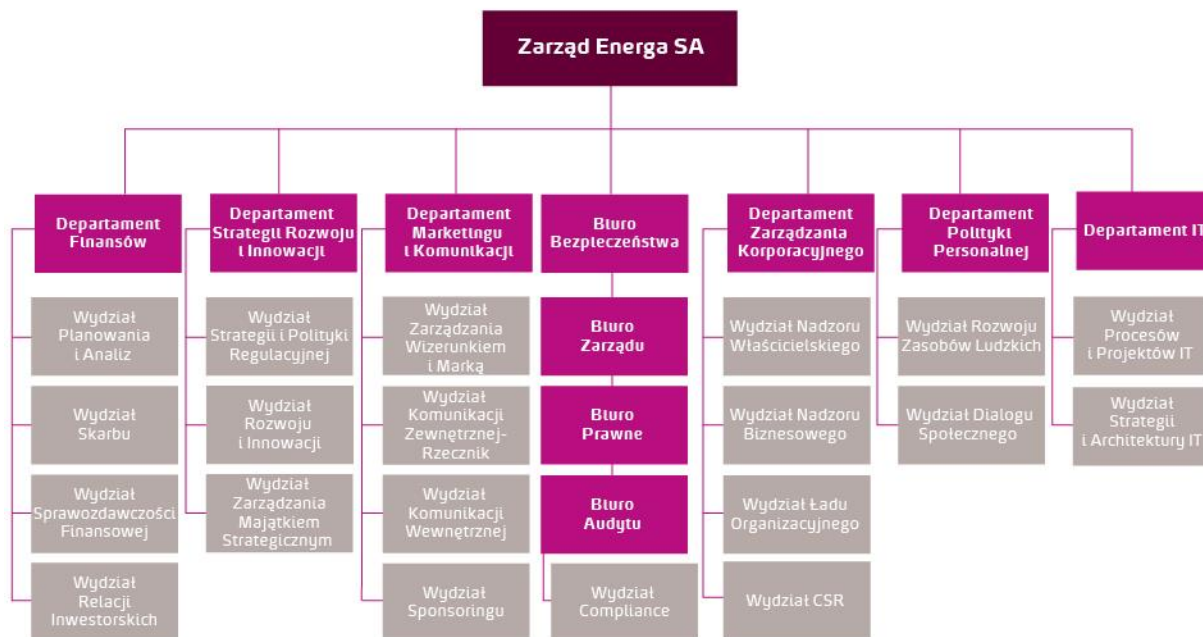 Zarząd Energa SA
Departament
Finansów
Wydział
Planowania
i Analiz
Wydział
Skarbu
Wydział
Sprawozdawczości
Finansowej
Wydział
Relacji
Inwestorskich
Departament
Strategii Rozwoju
i Innowacji
Wydział
Strategii i Polityki
Regulacyjnej
Wydział
Rozwoju
i Innowacji
Wydział
Zarządzania
Majątkiem
Strategicznym
Departament
Marketingu
i Komunikacji
Wydział
Zarządzania
Wizerunkiem
i Marką
Wydział
Komunikacji
Zewnętrznej-
Rzecznik
Wydział
Komunikacji
Wewnętrznej
Wydział
Sponsoringu
Biuro
Bezpieczeństwa
Biuro
Zarządu
Biuro
Prawne
Biuro
Audytu
Wydział
Compliance
Departament
Zarządzania
Korporacyjnego
Wydział Nadzoru
Właścicielskiego
Wydział Nadzoru
Biznesowego
Wydział Ładu
Organizacyjnego
Wydział CSR
Departament
Polityki
Personalnej
Wydział Rozwoju
Zasobów Ludzkich
Wydział Dialogu
Społecznego
Departament IT
Wydział
Procesów
i Projektów IT
Wydział
Strategii
i Architektury IT